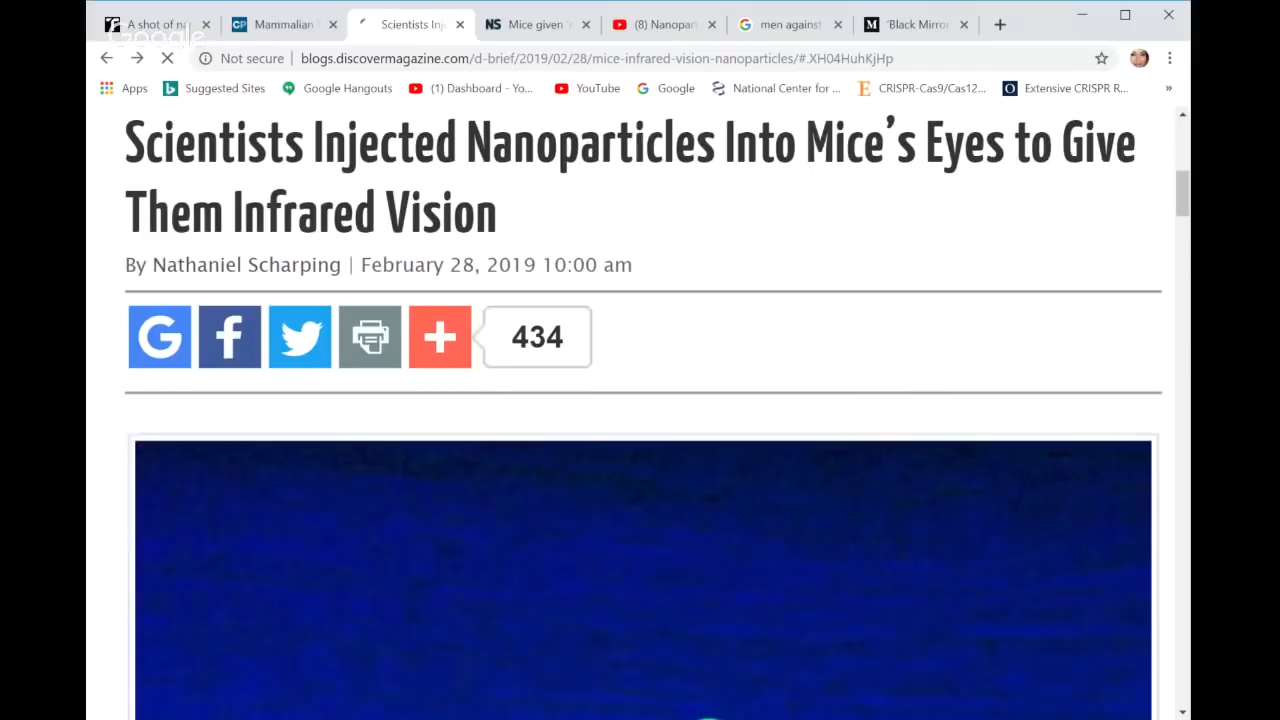 A shot of na
Mammalian
Scientists Inj
NS Mice given '
(8) Nanopart
men against
M 'Black Mirror
Google
Not secure | blogs.discovermagazine.com/d-brief/2019/02/28/mice-infrared-vision-nanoparticles/#.XH04HuhKjHp
Apps Suggested Sites Google Hangouts (1) Dashboard - Yo... YouTube Google National Center for ... E CRISPR-Cas9/Cas12... Extensive CRISPR R... »
Scientists Injected Nanoparticles Into Mice's Eyes to Give
Them Infrared Vision
By Nathaniel Scharping | February 28, 2019 10:00 am
434